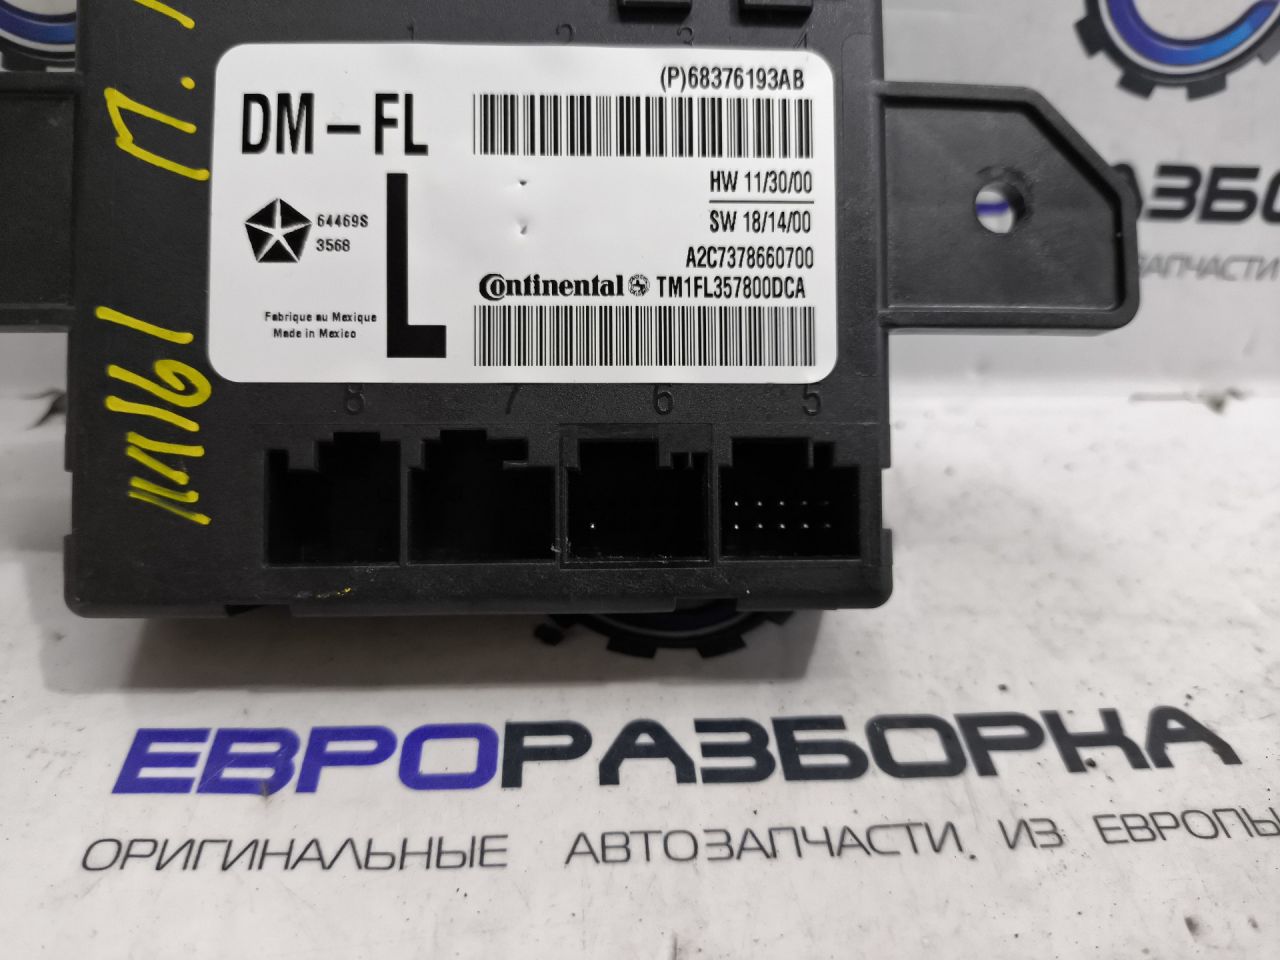 1 2 3 4
(P)68376193AB
DM-FL
HW 11/30/00
SW 18/14/00
64469S
3568
L
A2C7378660700
Continental TM1FL357800DCA
Fabrique au Mexique
Made in Mexico
8 7 6 5
ЕВРОРАЗБОРКА
ОРИГИНАЛЬНЫЕ АВТОЗАПЧАСТИ ИЗ ЕВРОПЫ